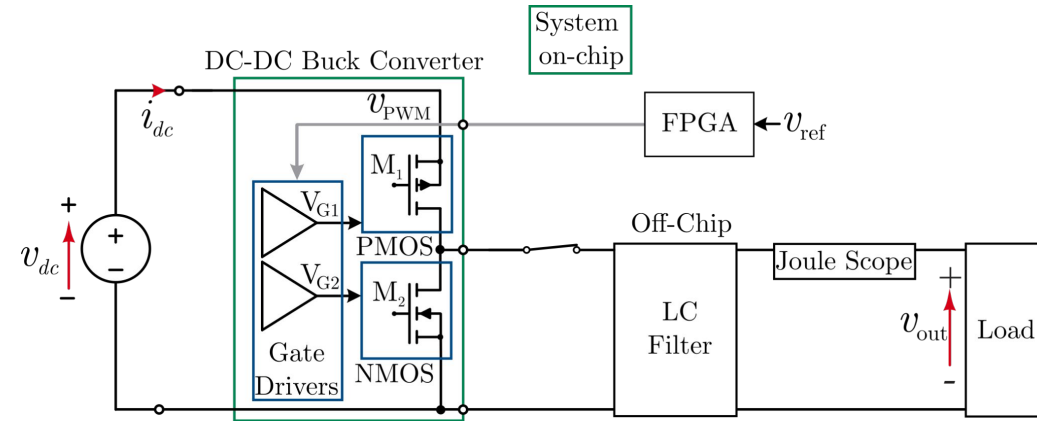 System
on-chip
DC-DC Buck Converter
i_dc
v_PWM
FPGA
v_ref
M_1
V_G1
PMOS
Off-Chip
+
v_dc
−
+
−
V_G2
M_2
Gate
Drivers
NMOS
LC
Filter
Joule Scope
+
v_out
-
Load